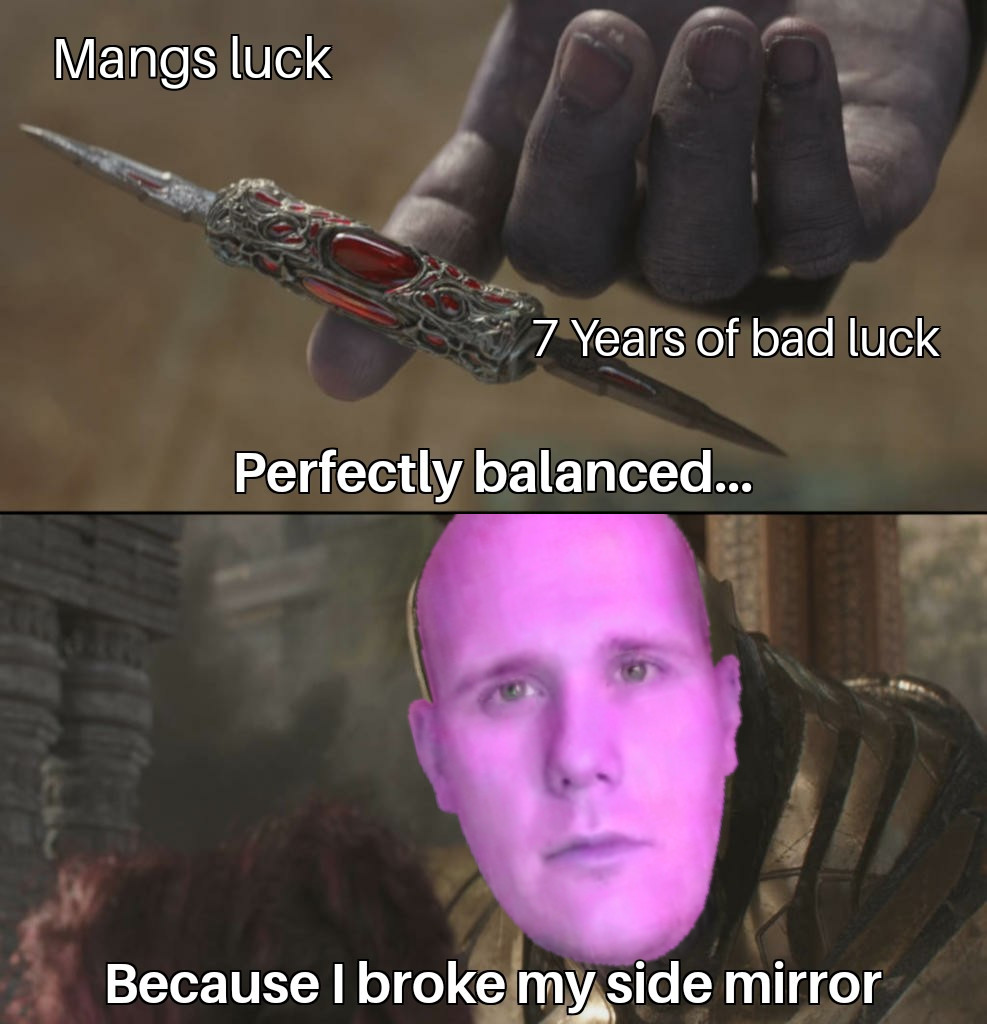 Mangs luck
7 Years of bad luck
Perfectly balanced...
Because I broke my side mirror